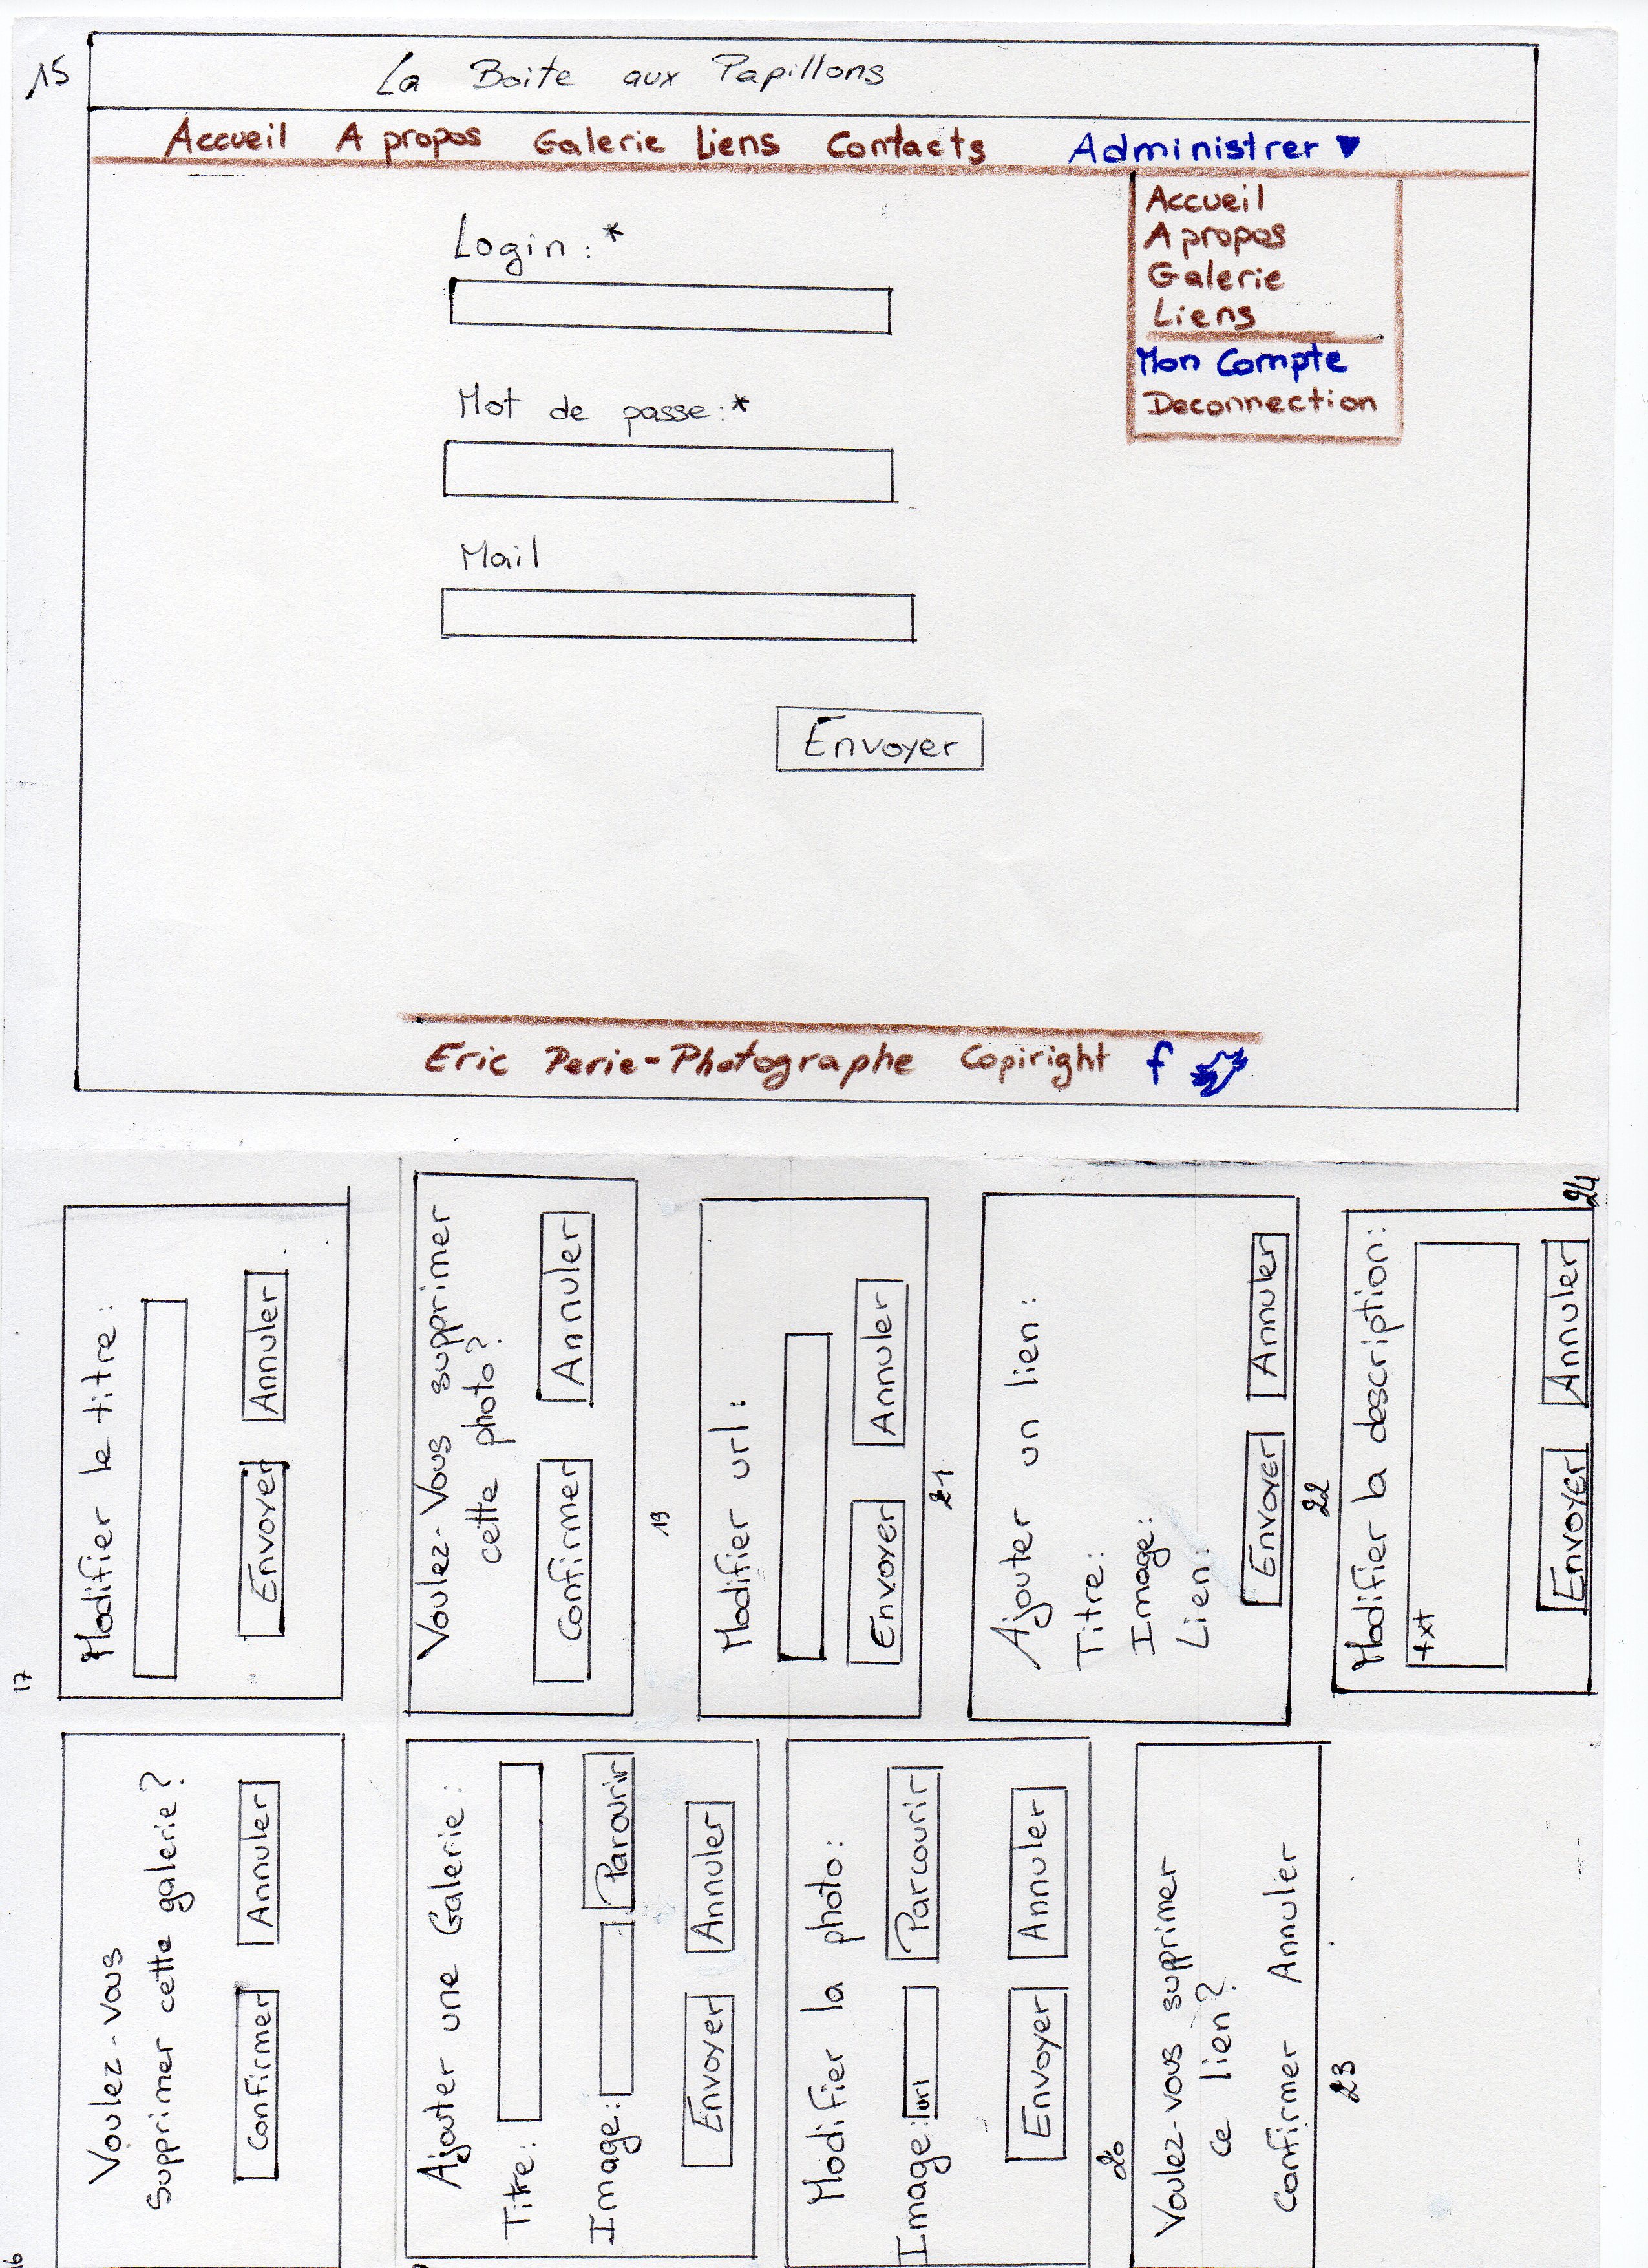 15
La Boite aux Papillons
Accueil A propos Galerie Liens Contacts Administrer
Accueil
A propos
Galerie
Liens
Mon Compte
Deconnection
Login : *
Mot de passe : *
Mail
Envoyer
Eric Perie-Photographe Copiright f
17
Modifier le titre :
Envoyer Annuler
Voulez-Vous supprimer
cette photo ?
Confirmer Annuler
19
Modifier url :
Envoyer Annuler
21
Ajouter un lien :
Titre :
Image :
Lien :
Envoyer Annuler
22
Modifier la description :
txt
Envoyer Annuler
24
16
Voulez-vous
Supprimer cette galerie ?
Confirmer Annuler
Ajouter une Galerie :
Titre :
Image : Parourir
Envoyer Annuler
Modifier la photo :
Image : url Parcourir
Envoyer Annuler
20
Voulez-vous supprimer
ce lien ?
Confirmer Annuler
23